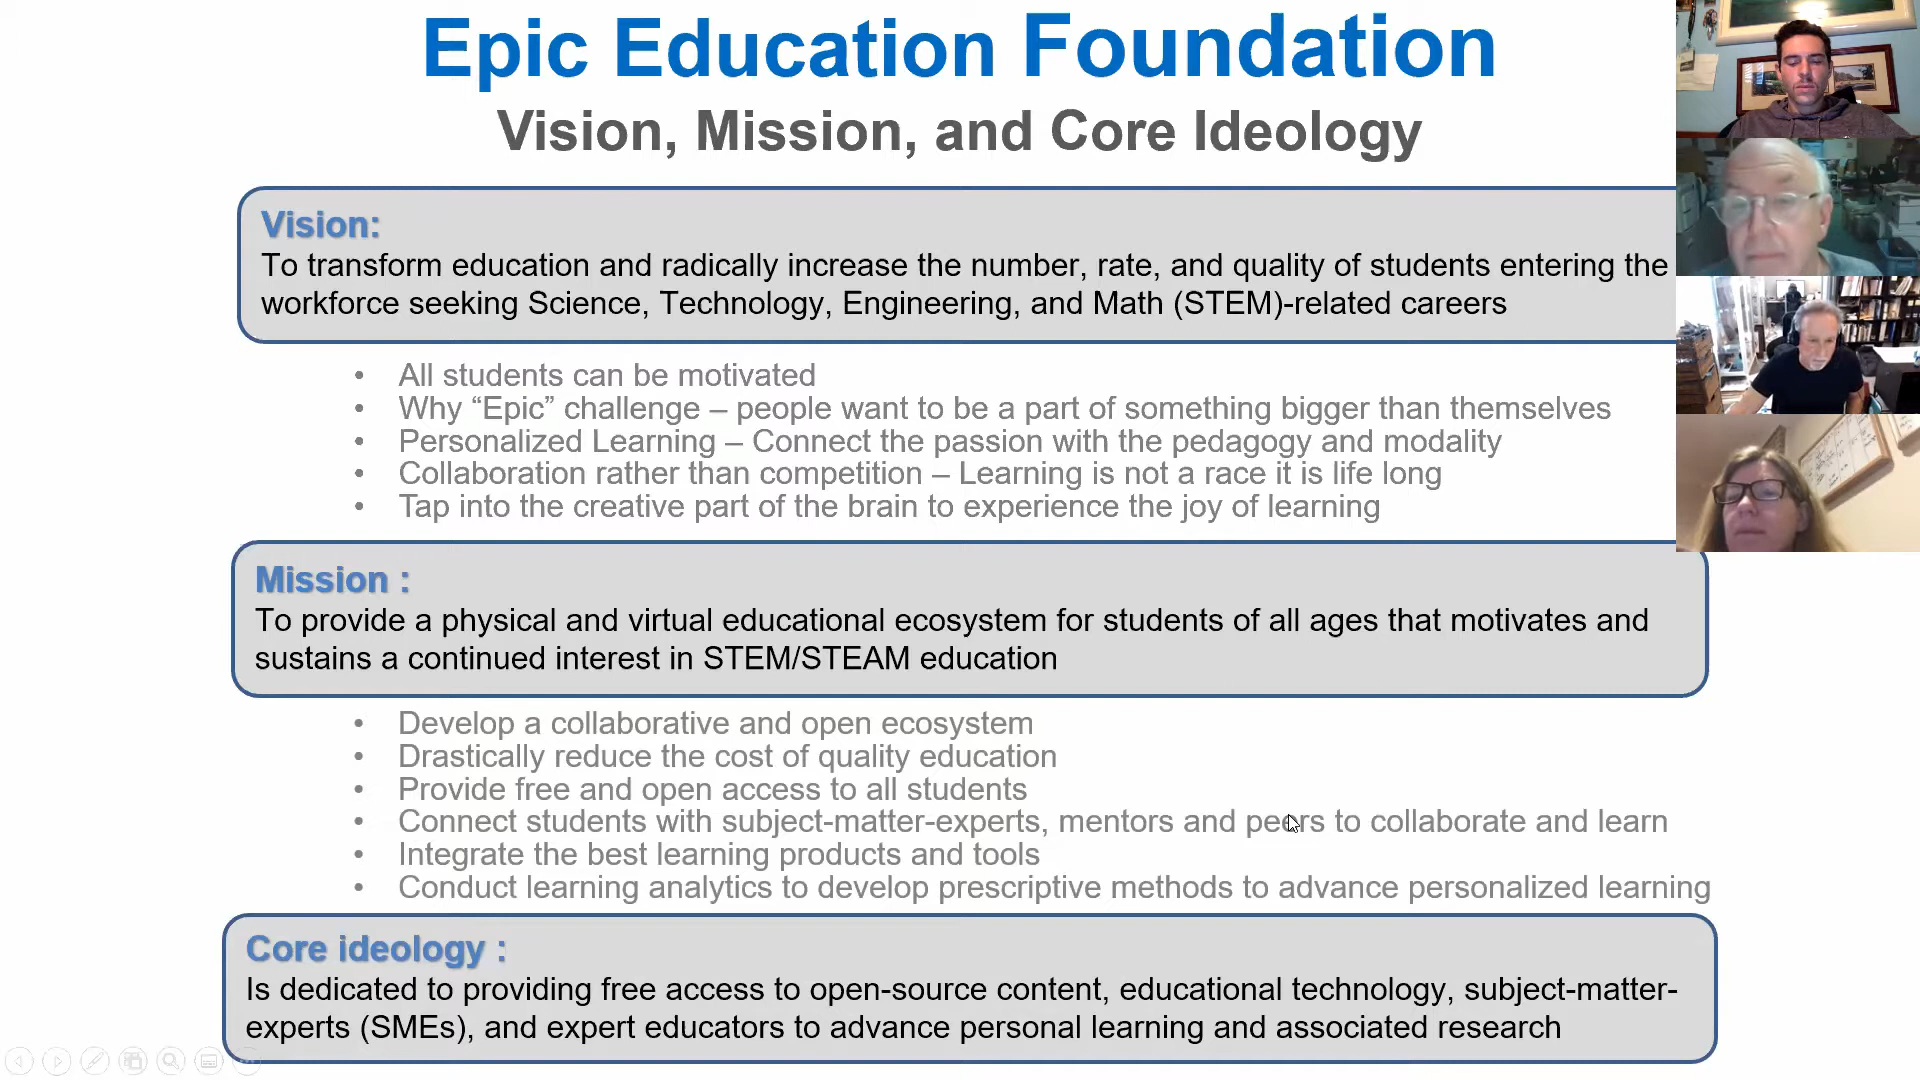 Epic Education Foundation
Vision, Mission, and Core Ideology
Vision:
To transform education and radically increase the number, rate, and quality of students entering the
workforce seeking Science, Technology, Engineering, and Math (STEM)-related careers
• All students can be motivated
• Why “Epic” challenge – people want to be a part of something bigger than themselves
• Personalized Learning – Connect the passion with the pedagogy and modality
• Collaboration rather than competition – Learning is not a race it is life long
• Tap into the creative part of the brain to experience the joy of learning
Mission :
To provide a physical and virtual educational ecosystem for students of all ages that motivates and
sustains a continued interest in STEM/STEAM education
• Develop a collaborative and open ecosystem
• Drastically reduce the cost of quality education
• Provide free and open access to all students
• Connect students with subject-matter-experts, mentors and peers to collaborate and learn
• Integrate the best learning products and tools
• Conduct learning analytics to develop prescriptive methods to advance personalized learning
Core ideology :
Is dedicated to providing free access to open-source content, educational technology, subject-matter-
experts (SMEs), and expert educators to advance personal learning and associated research